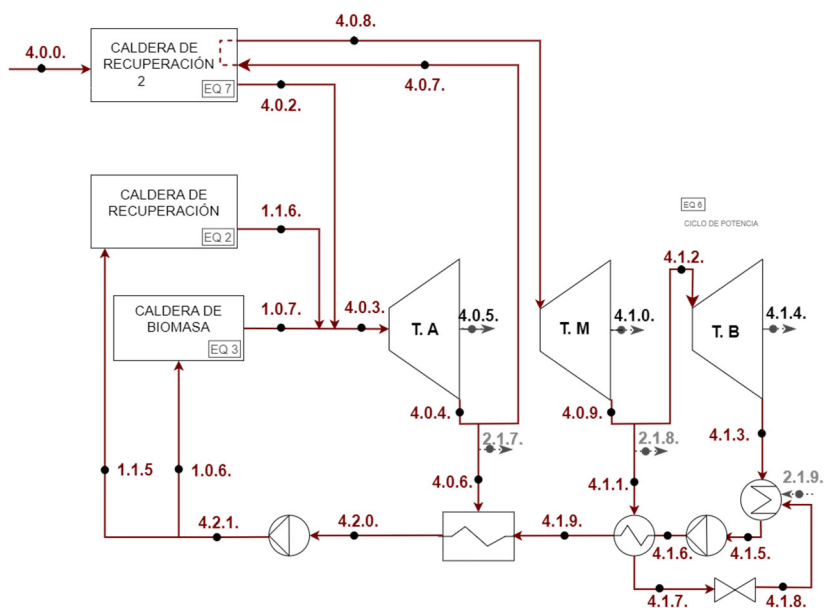 4.0.8.
4.0.0.
CALDERA DE
RECUPERACIÓN
2
EQ 7
4.0.7.
4.0.2.
CALDERA DE
RECUPERACIÓN
EQ 2
1.1.6.
EQ 6
CICLO DE POTENCIA
4.1.2.
CALDERA DE
BIOMASA
EQ 3
1.0.7.
4.0.3.
T. A
4.0.5.
T. M
4.1.0.
T. B
4.1.4.
4.0.4.
4.0.9.
2.1.7.
2.1.8.
4.1.3.
1.1.5
1.0.6.
4.0.6.
4.1.1.
2.1.9.
4.2.1.
4.2.0.
4.1.9.
4.1.6.
4.1.5.
4.1.7.
4.1.8.